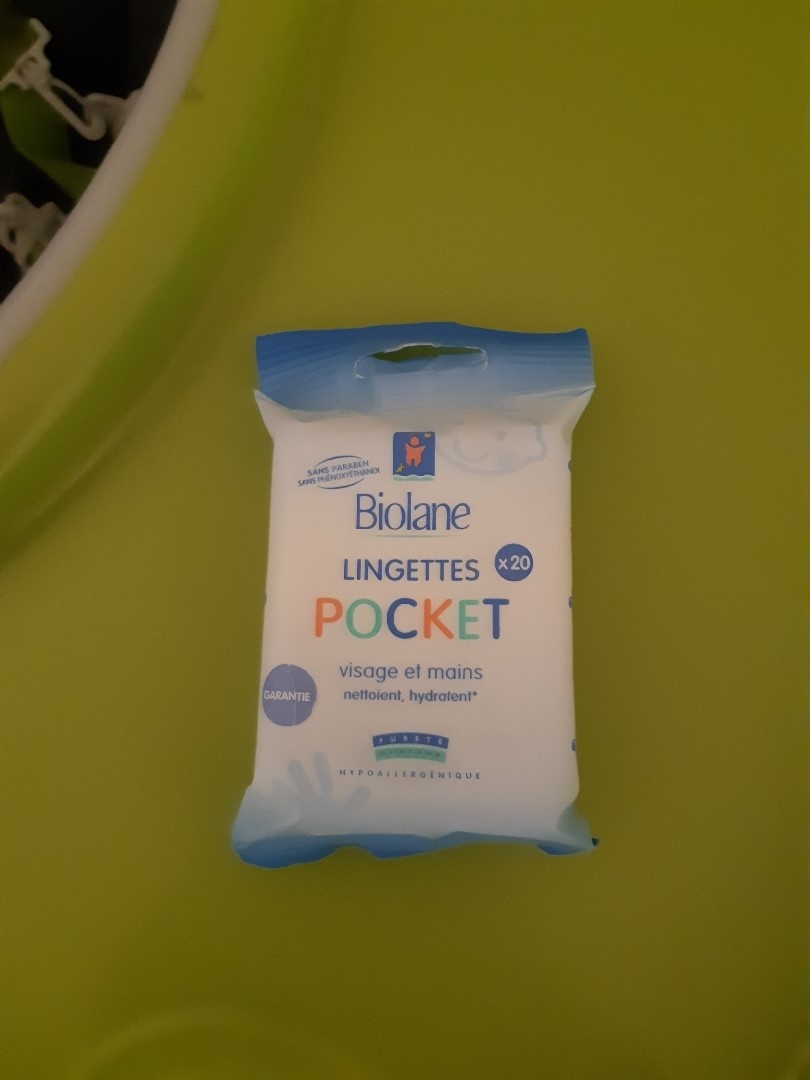 SANS PARABEN
SANS PHÉNOXYÉTHANOL
Biolane
LINGETTES x20
POCKET
visage et mains
nettoient, hydratent*
GARANTIE
PURETÉ
HYPOALLERGÉNIQUE